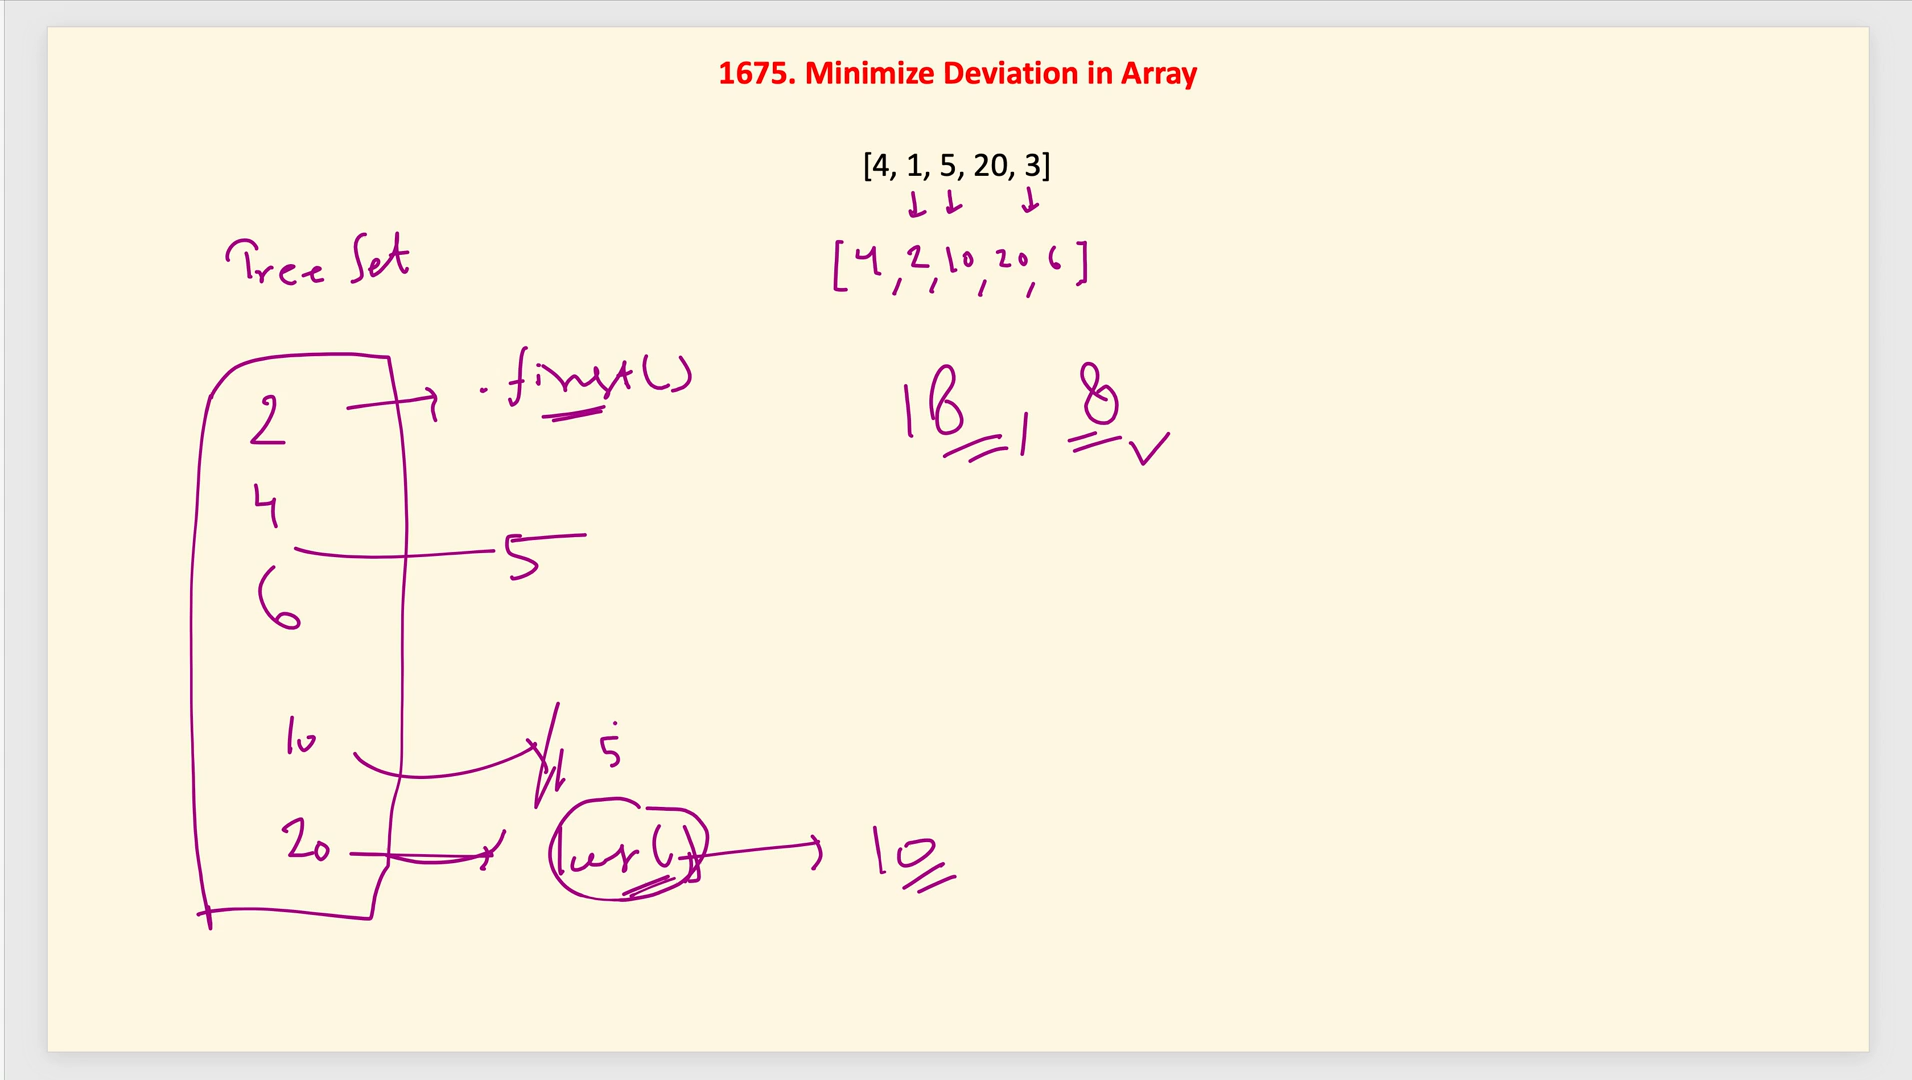 1675. Minimize Deviation in Array
[4, 1, 5, 20, 3]
[4, 2, 10, 20, 6]
Tree Set
2
.first()
18, 8
4
5
6
10
5
20
last()
10